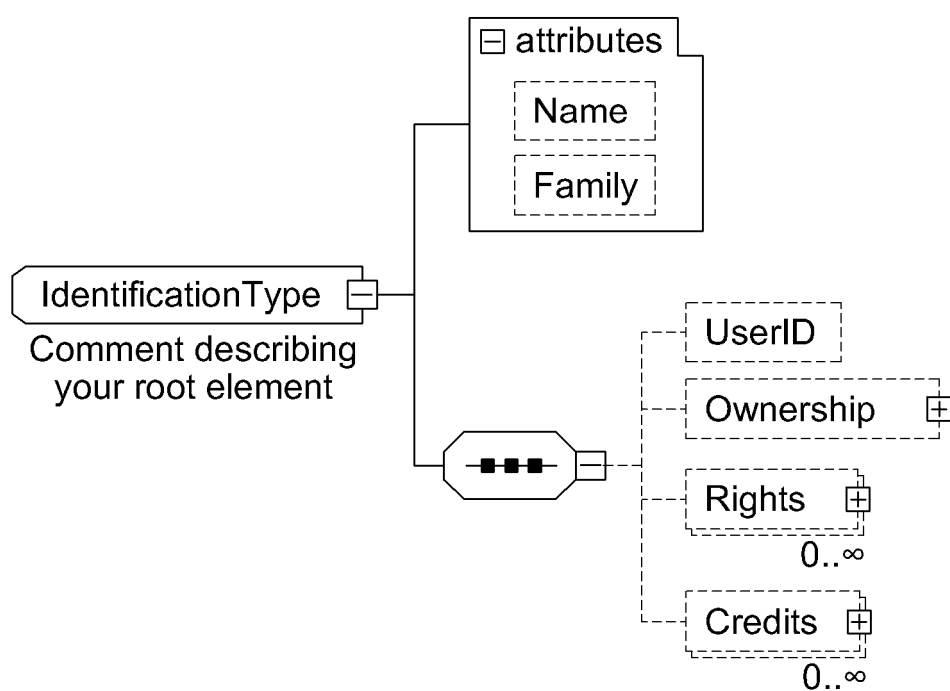 attributes
Name
Family
IdentificationType
Comment describing
your root element
UserID
Ownership
Rights
0..∞
Credits
0..∞